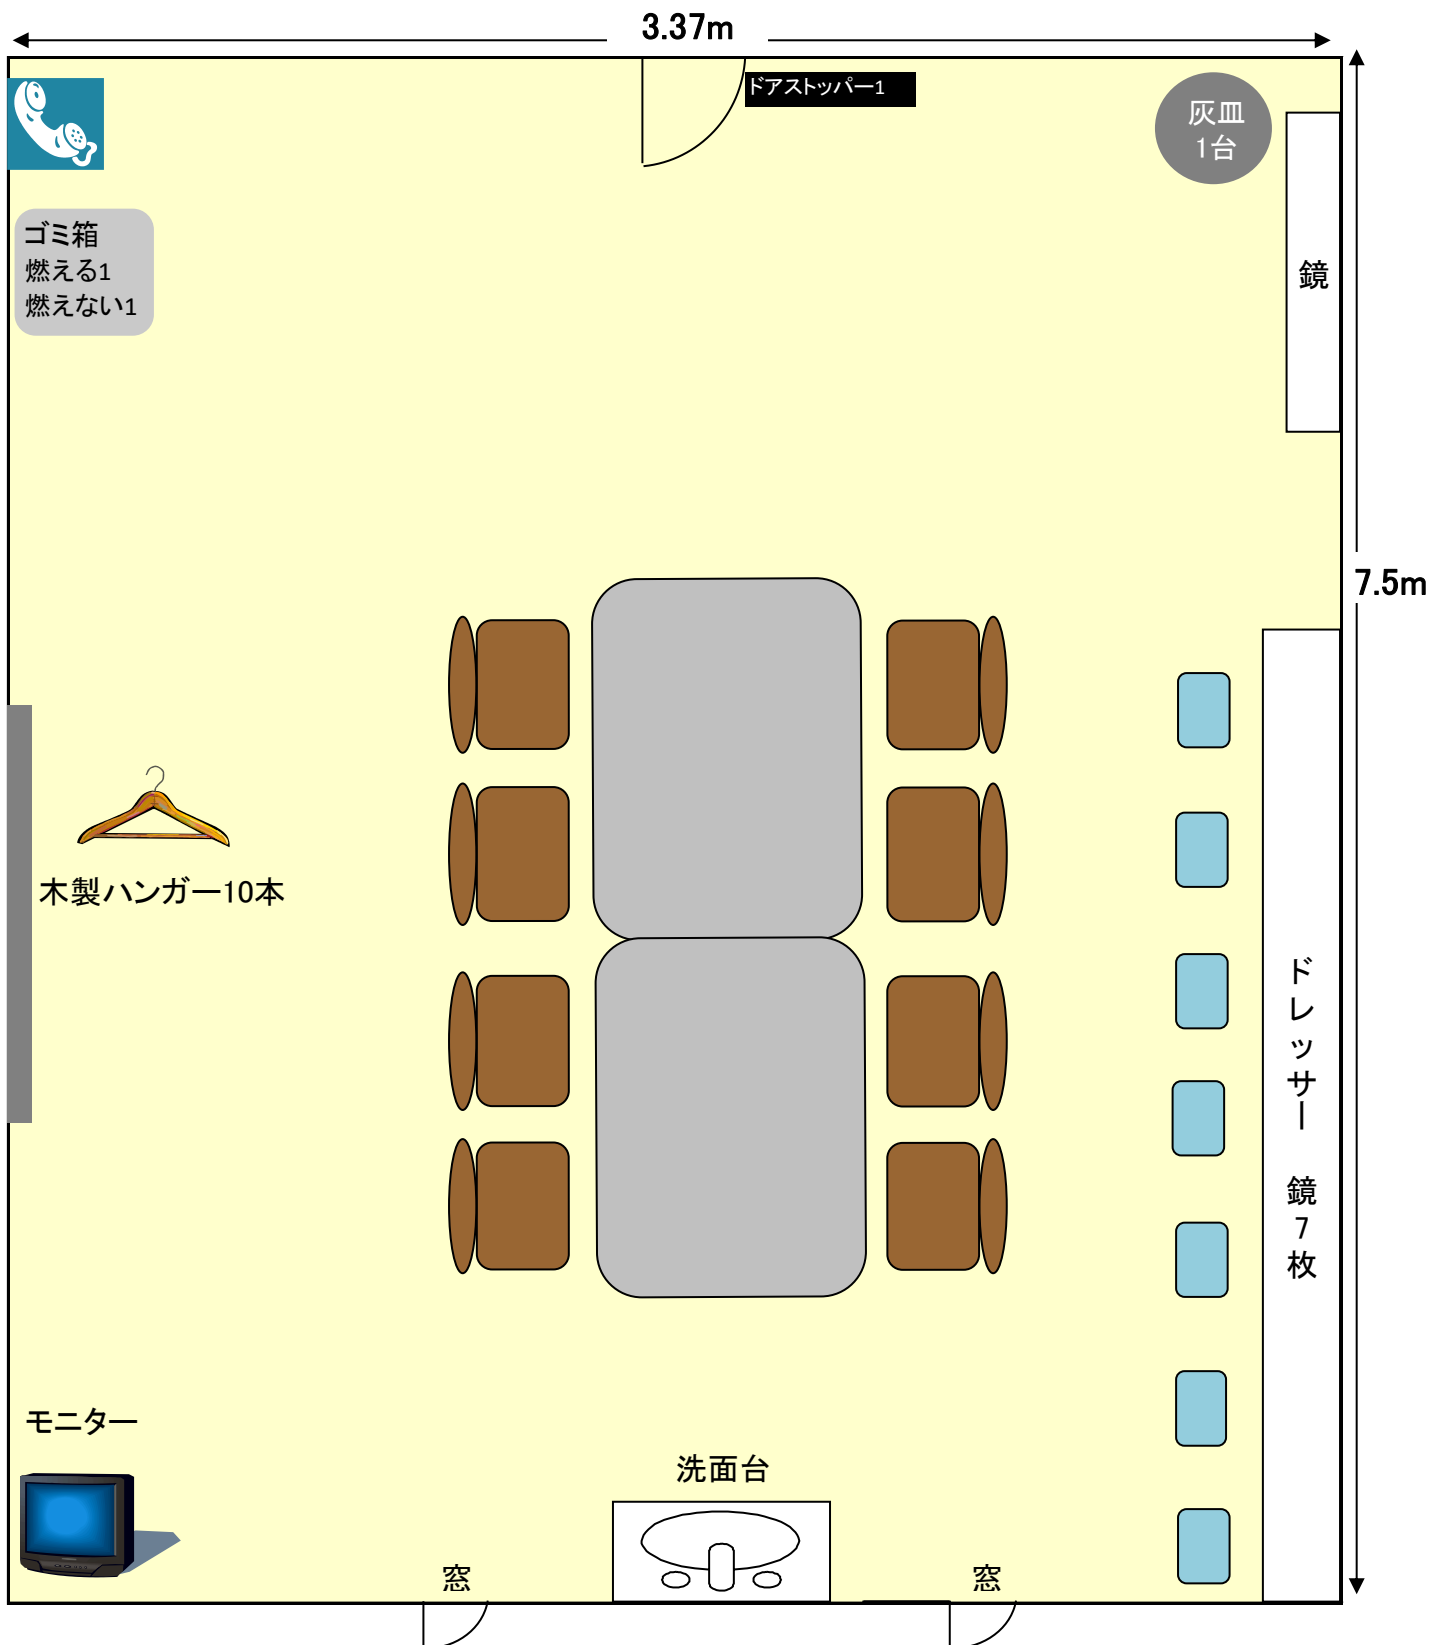 3.37m
ドアストッパー1
灰皿
1台
ゴミ箱
燃える1
燃えない1
鏡
7.5m
木製ハンガー10本
ドレッサー 鏡7枚
モニター
洗面台
窓
窓